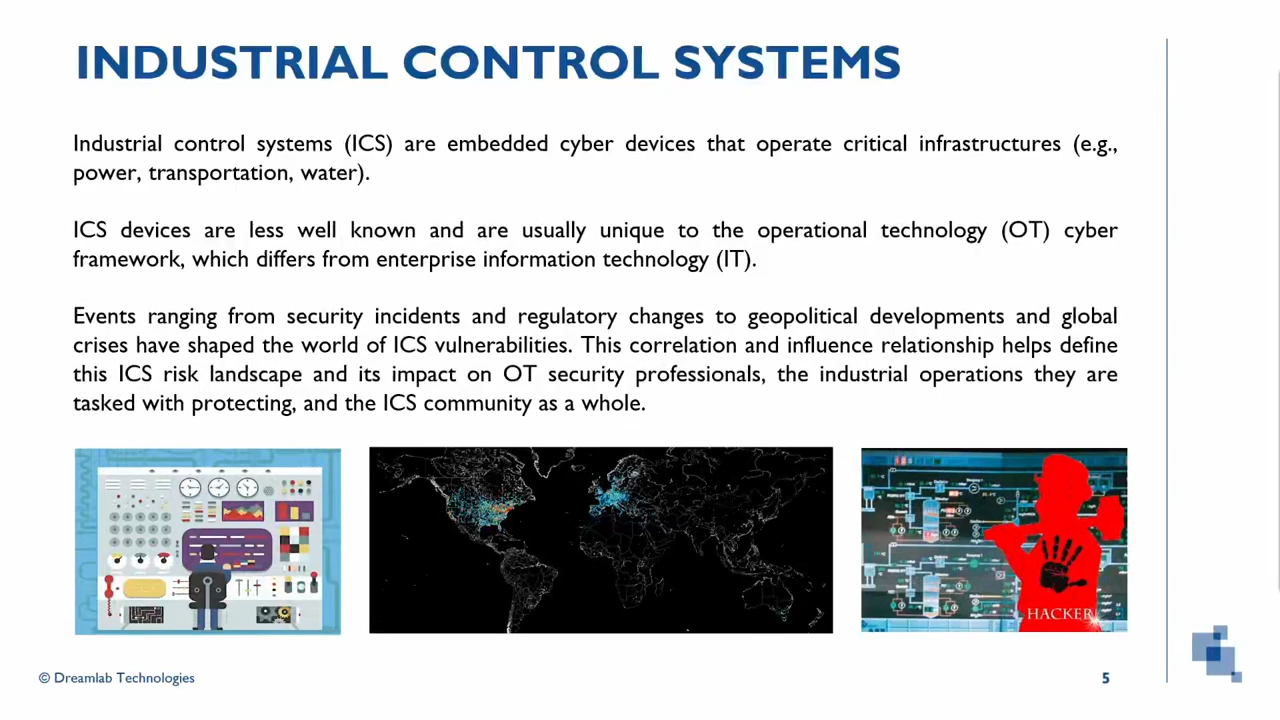 INDUSTRIAL CONTROL SYSTEMS
Industrial control systems (ICS) are embedded cyber devices that operate critical infrastructures (e.g.,
power, transportation, water).
ICS devices are less well known and are usually unique to the operational technology (OT) cyber
framework, which differs from enterprise information technology (IT).
Events ranging from security incidents and regulatory changes to geopolitical developments and global
crises have shaped the world of ICS vulnerabilities. This correlation and influence relationship helps define
this ICS risk landscape and its impact on OT security professionals, the industrial operations they are
tasked with protecting, and the ICS community as a whole.
HACKER
© Dreamlab Technologies
5